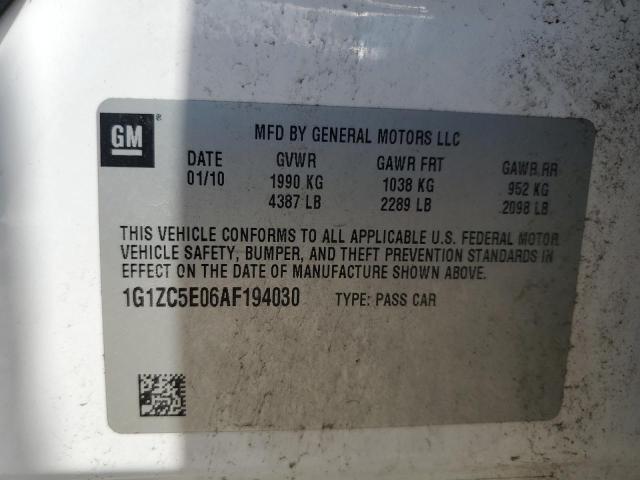 GM ®
MFD BY GENERAL MOTORS LLC
DATE GVWR GAWR FRT GAWR RR
01/10 1990 KG 1038 KG 952 KG
4387 LB 2289 LB 2098 LB
THIS VEHICLE CONFORMS TO ALL APPLICABLE U.S. FEDERAL MOTOR
VEHICLE SAFETY, BUMPER, AND THEFT PREVENTION STANDARDS IN
EFFECT ON THE DATE OF MANUFACTURE SHOWN ABOVE.
1G1ZC5E06AF194030 TYPE: PASS CAR